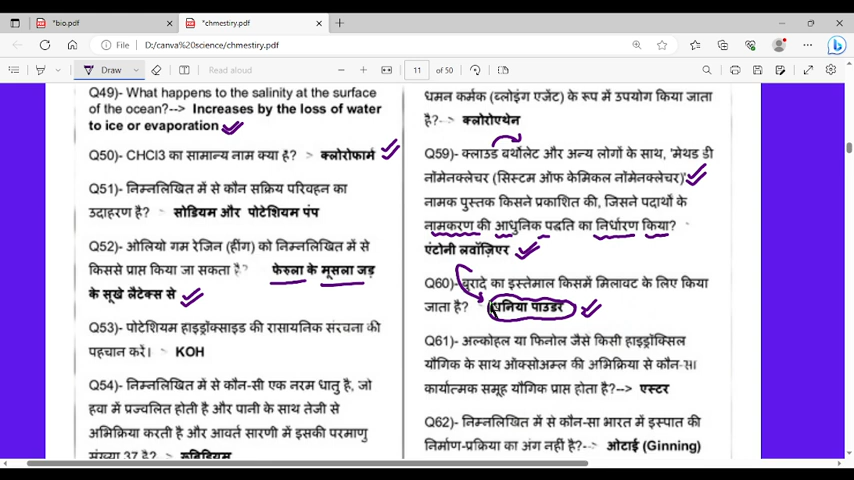 *bio.pdf
*chmestiry.pdf
File
D:/canva%20science/chmestiry.pdf
Draw
Read aloud
11
of 50
Q49)- What happens to the salinity at the surface
of the ocean?--> Increases by the loss of water
to ice or evaporation
Q50)- CHCl3 का सामान्य नाम क्या है? > क्लोरोफार्म
Q51)- निम्नलिखित में से कौन सक्रिय परिवहन का
उदाहरण है? सोडियम और पोटेशियम पंप
Q52)- ओलियो गम रेजिन (हींग) को निम्नलिखित में से
किससे प्राप्त किया जा सकता है? फेरुला के मूसला जड़
के सूखे लैटेक्स से
Q53)- पोटेशियम हाइड्रोक्साइड की रासायनिक संरचना की
पहचान करें। KOH
Q54)- निम्नलिखित में से कौन-सी एक नरम धातु है, जो
हवा में प्रज्वलित होती है और पानी के साथ तेजी से
अभिक्रिया करती है और आवर्त सारणी में इसकी परमाणु
संख्या 37 है? रूबिडियम
धमन कर्मक (ब्लोइंग एजेंट) के रूप में उपयोग किया जाता
है?--> क्लोरोएथेन
Q59)- क्लाउड बर्थोलेट और अन्य लोगों के साथ, 'मेथड डी
नोमेनक्लेचर (सिस्टम ऑफ केमिकल नोमेनक्लेचर)'
नामक पुस्तक किसने प्रकाशित की, जिसने पदार्थों के
नामकरण की आधुनिक पद्धति का निर्धारण किया?
एंटोनी लवॉज़िएर
Q60)- बूरादे का इस्तेमाल किसमें मिलावट के लिए किया
जाता है? धनिया पाउडर
Q61)- अल्कोहल या फिनोल जैसे किसी हाइड्रॉक्सिल
यौगिक के साथ ऑक्सोअम्ल की अभिक्रिया से कौन-सा
कार्यात्मक समूह यौगिक प्राप्त होता है?--> एस्टर
Q62)- निम्नलिखित में से कौन-सा भारत में इस्पात की
निर्माण-प्रक्रिया का अंग नहीं है?--> ओटाई (Ginning)